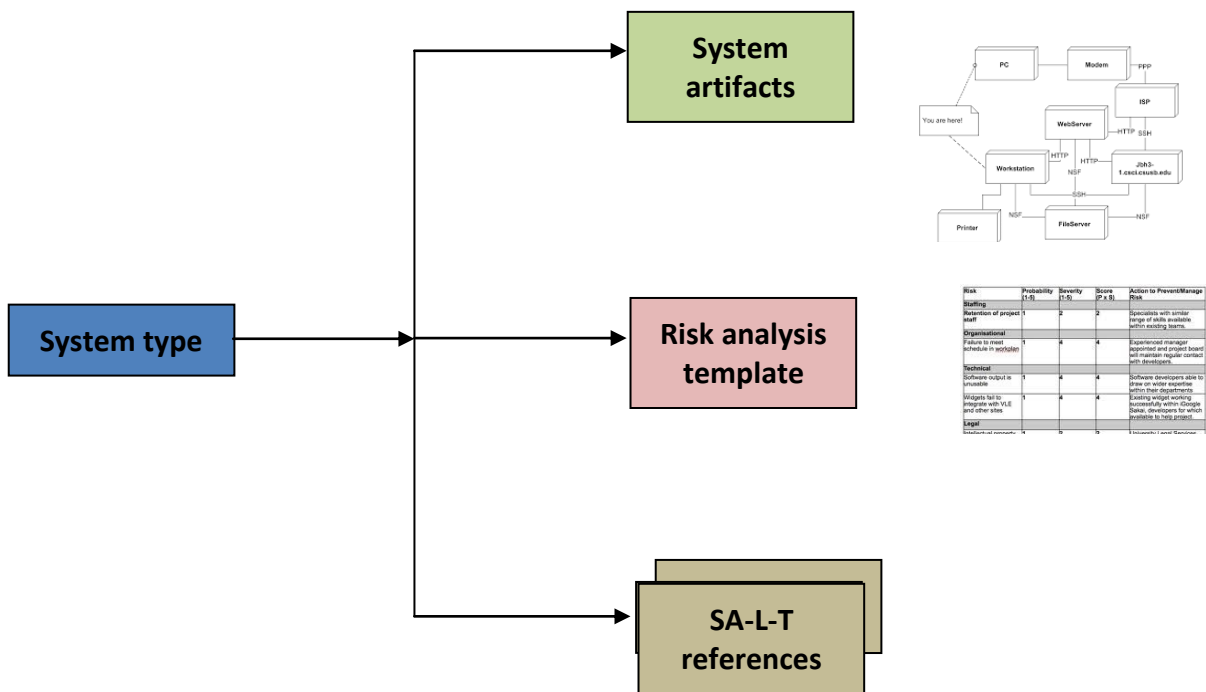 System
artifacts
PC
Modem
PPP
ISP
You are here!
WebServer
HTTP
SSH
HTTP
HTTP
Workstation
NSF
Jbh3-
1.csci.csusb.edu
SSH
NSF
NSF
Printer
FileServer
System type
Risk analysis
template
Risk Probability Severity Score Action to Prevent/Manage
(1-5) (1-5) (P x S) Risk
Staffing
Retention of project 1 2 2 Specialists with similar
staff range of skills available
within existing teams.
Organisational
Failure to meet 1 4 4 Experienced manager
schedule in workplan appointed and project board
will maintain regular contact
with developers.
Technical
Software output is 1 4 4 Software developers able to
unusable draw on wider expertise
within their departments
Widgets fail to 1 4 4 Existing widget working
integrate with VLE successfully within iGoogle
and other sites Sakai, developers for which
available to help project.
Legal
Intellectual property 1 University Legal Services
SA-L-T
references